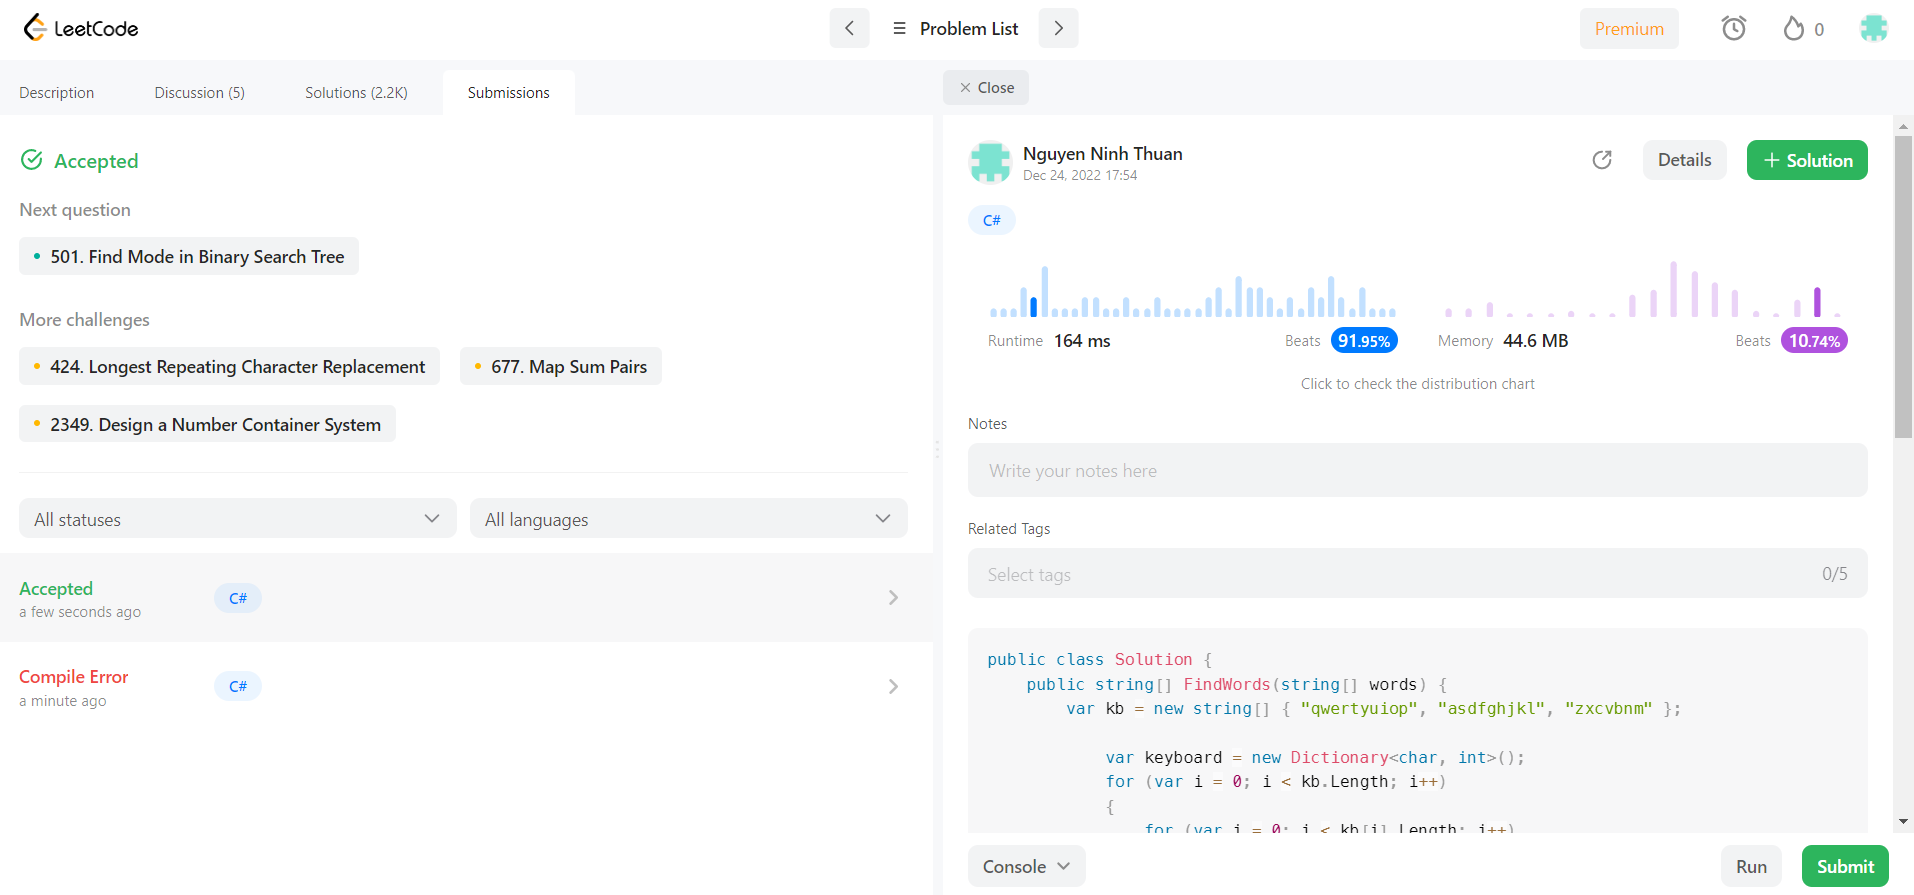 LeetCode
Problem List
Premium
0
Description
Discussion (5)
Solutions (2.2K)
Submissions
Accepted
Next question
501. Find Mode in Binary Search Tree
More challenges
424. Longest Repeating Character Replacement
677. Map Sum Pairs
2349. Design a Number Container System
All statuses
All languages
Accepted
a few seconds ago
C#
Compile Error
a minute ago
C#
Close
Nguyen Ninh Thuan
Dec 24, 2022 17:54
Details
+ Solution
C#
Runtime 164 ms
Beats 91.95%
Memory 44.6 MB
Beats 10.74%
Click to check the distribution chart
Notes
Write your notes here
Related Tags
Select tags
0/5
public class Solution {
public string[] FindWords(string[] words) {
var kb = new string[] { "qwertyuiop", "asdfghjkl", "zxcvbnm" };
var keyboard = new Dictionary<char, int>();
for (var i = 0; i < kb.Length; i++)
{
for (var j = 0; j < kb[i].Length; j++)
Console
Run
Submit